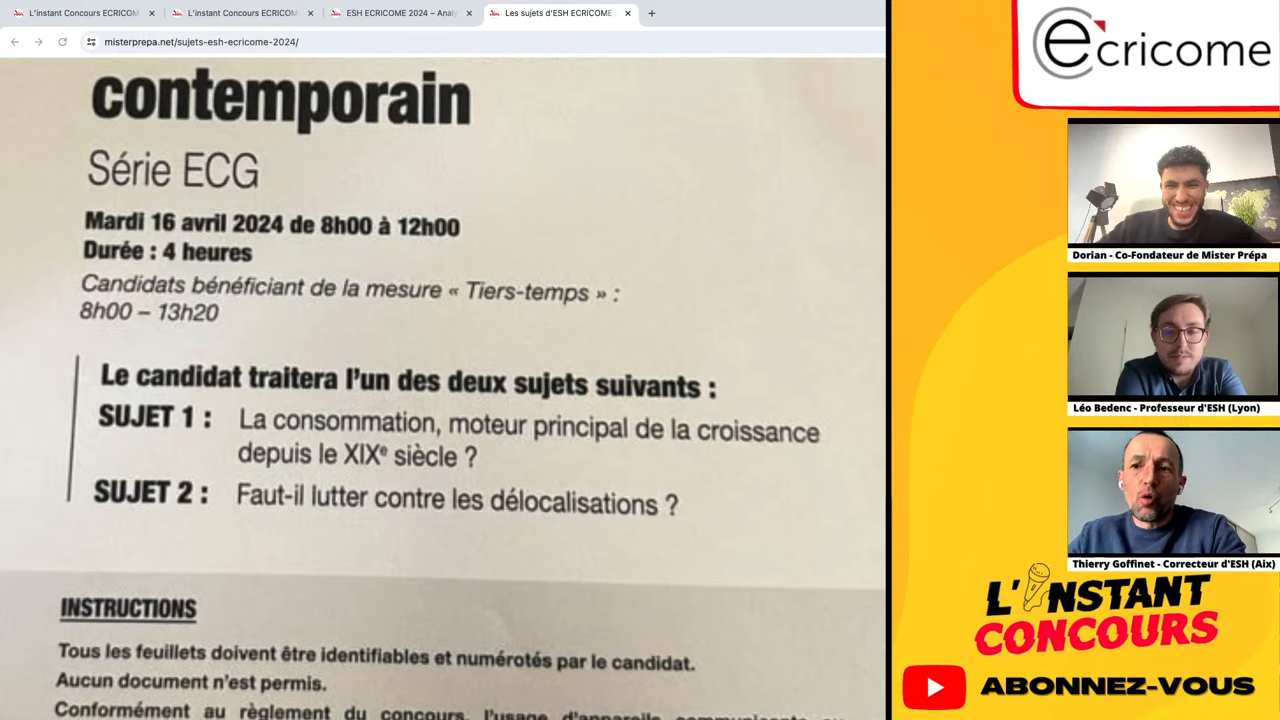 L'instant Concours ECRICOM
L'instant Concours ECRICOM
ESH ECRICOME 2024 – Analy
Les sujets d'ESH ECRICOME
misterprepa.net/sujets-esh-ecricome-2024/
contemporain
Série ECG
Mardi 16 avril 2024 de 8h00 à 12h00
Durée : 4 heures
Candidats bénéficiant de la mesure « Tiers-temps » :
8h00 – 13h20
Le candidat traitera l'un des deux sujets suivants :
SUJET 1 : La consommation, moteur principal de la croissance
depuis le XIXe siècle ?
SUJET 2 : Faut-il lutter contre les délocalisations ?
INSTRUCTIONS
Tous les feuillets doivent être identifiables et numérotés par le candidat.
Aucun document n'est permis.
Conformément au règlement du concours, l'usage d'appareils
ecricome
Dorian - Co-Fondateur de Mister Prépa
Léo Bedenc - Professeur d'ESH (Lyon)
Thierry Goffinet - Correcteur d'ESH (Aix)
L'INSTANT
CONCOURS
ABONNEZ-VOUS